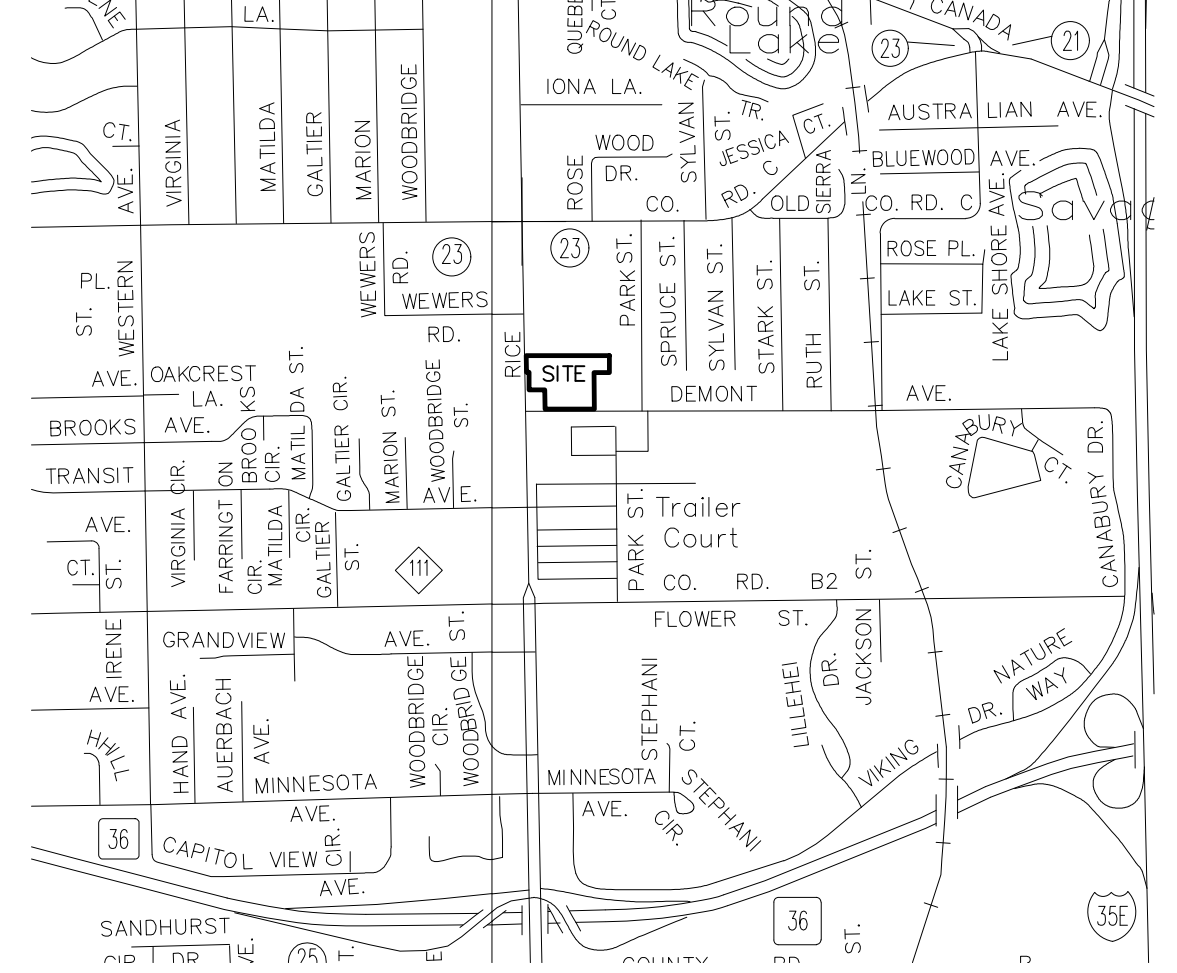 LA.
ROUND LAKE
TR.
Round
Lake
CANADA
23
21
IONA LA.
AUSTRALIAN AVE.
CT.
AVE.
VIRGINIA
MATILDA
GALTIER
MARION
WOODBRIDGE
WOOD
DR.
ROSE
SYLVAN
ST.
JESSICA
CT.
BLUEWOOD AVE.
CO.
RD. C
OLD
SIERRA
LN.
CO. RD. C
LAKE SHORE AVE.
WEWERS
RD.
23
23
WEWERS
RD.
RICE
PARK ST.
SPRUCE ST.
SYLVAN ST.
STARK ST.
RUTH ST.
ROSE PL.
LAKE ST.
PL.
ST.
WESTERN
AVE.
OAKCREST
LA.
SITE
DEMONT
AVE.
BROOKS
AVE.
BROOKS
CIR.
MATILDA ST.
GALTIER CIR.
MARION ST.
WOODBRIDGE
ST.
CANABURY
CT.
CANABURY DR.
TRANSIT
AVE.
VIRGINIA CIR.
FARRINGTON
CIR.
MATILDA
CIR.
GALTIER
ST.
AVE.
CT.
ST.
111
PARK ST.
Trailer
Court
CO. RD. B2
ST.
JACKSON
FLOWER ST.
IRENE
GRANDVIEW
AVE.
ST.
WOODBRIDGE
CIR.
WOODBRIDGE
AVE.
HAND AVE.
AUERBACH
AVE.
STEPHANI
CT.
LILLEHEI
DR.
NATURE
WAY
VIKING
DR.
HHILL
MINNESOTA
AVE.
MINNESOTA
AVE.
STEPHANI
CIR.
36
CAPITOL VIEW
CIR.
AVE.
SANDHURST
DR.
25
36
ST.
35E
COUNTY
RD.